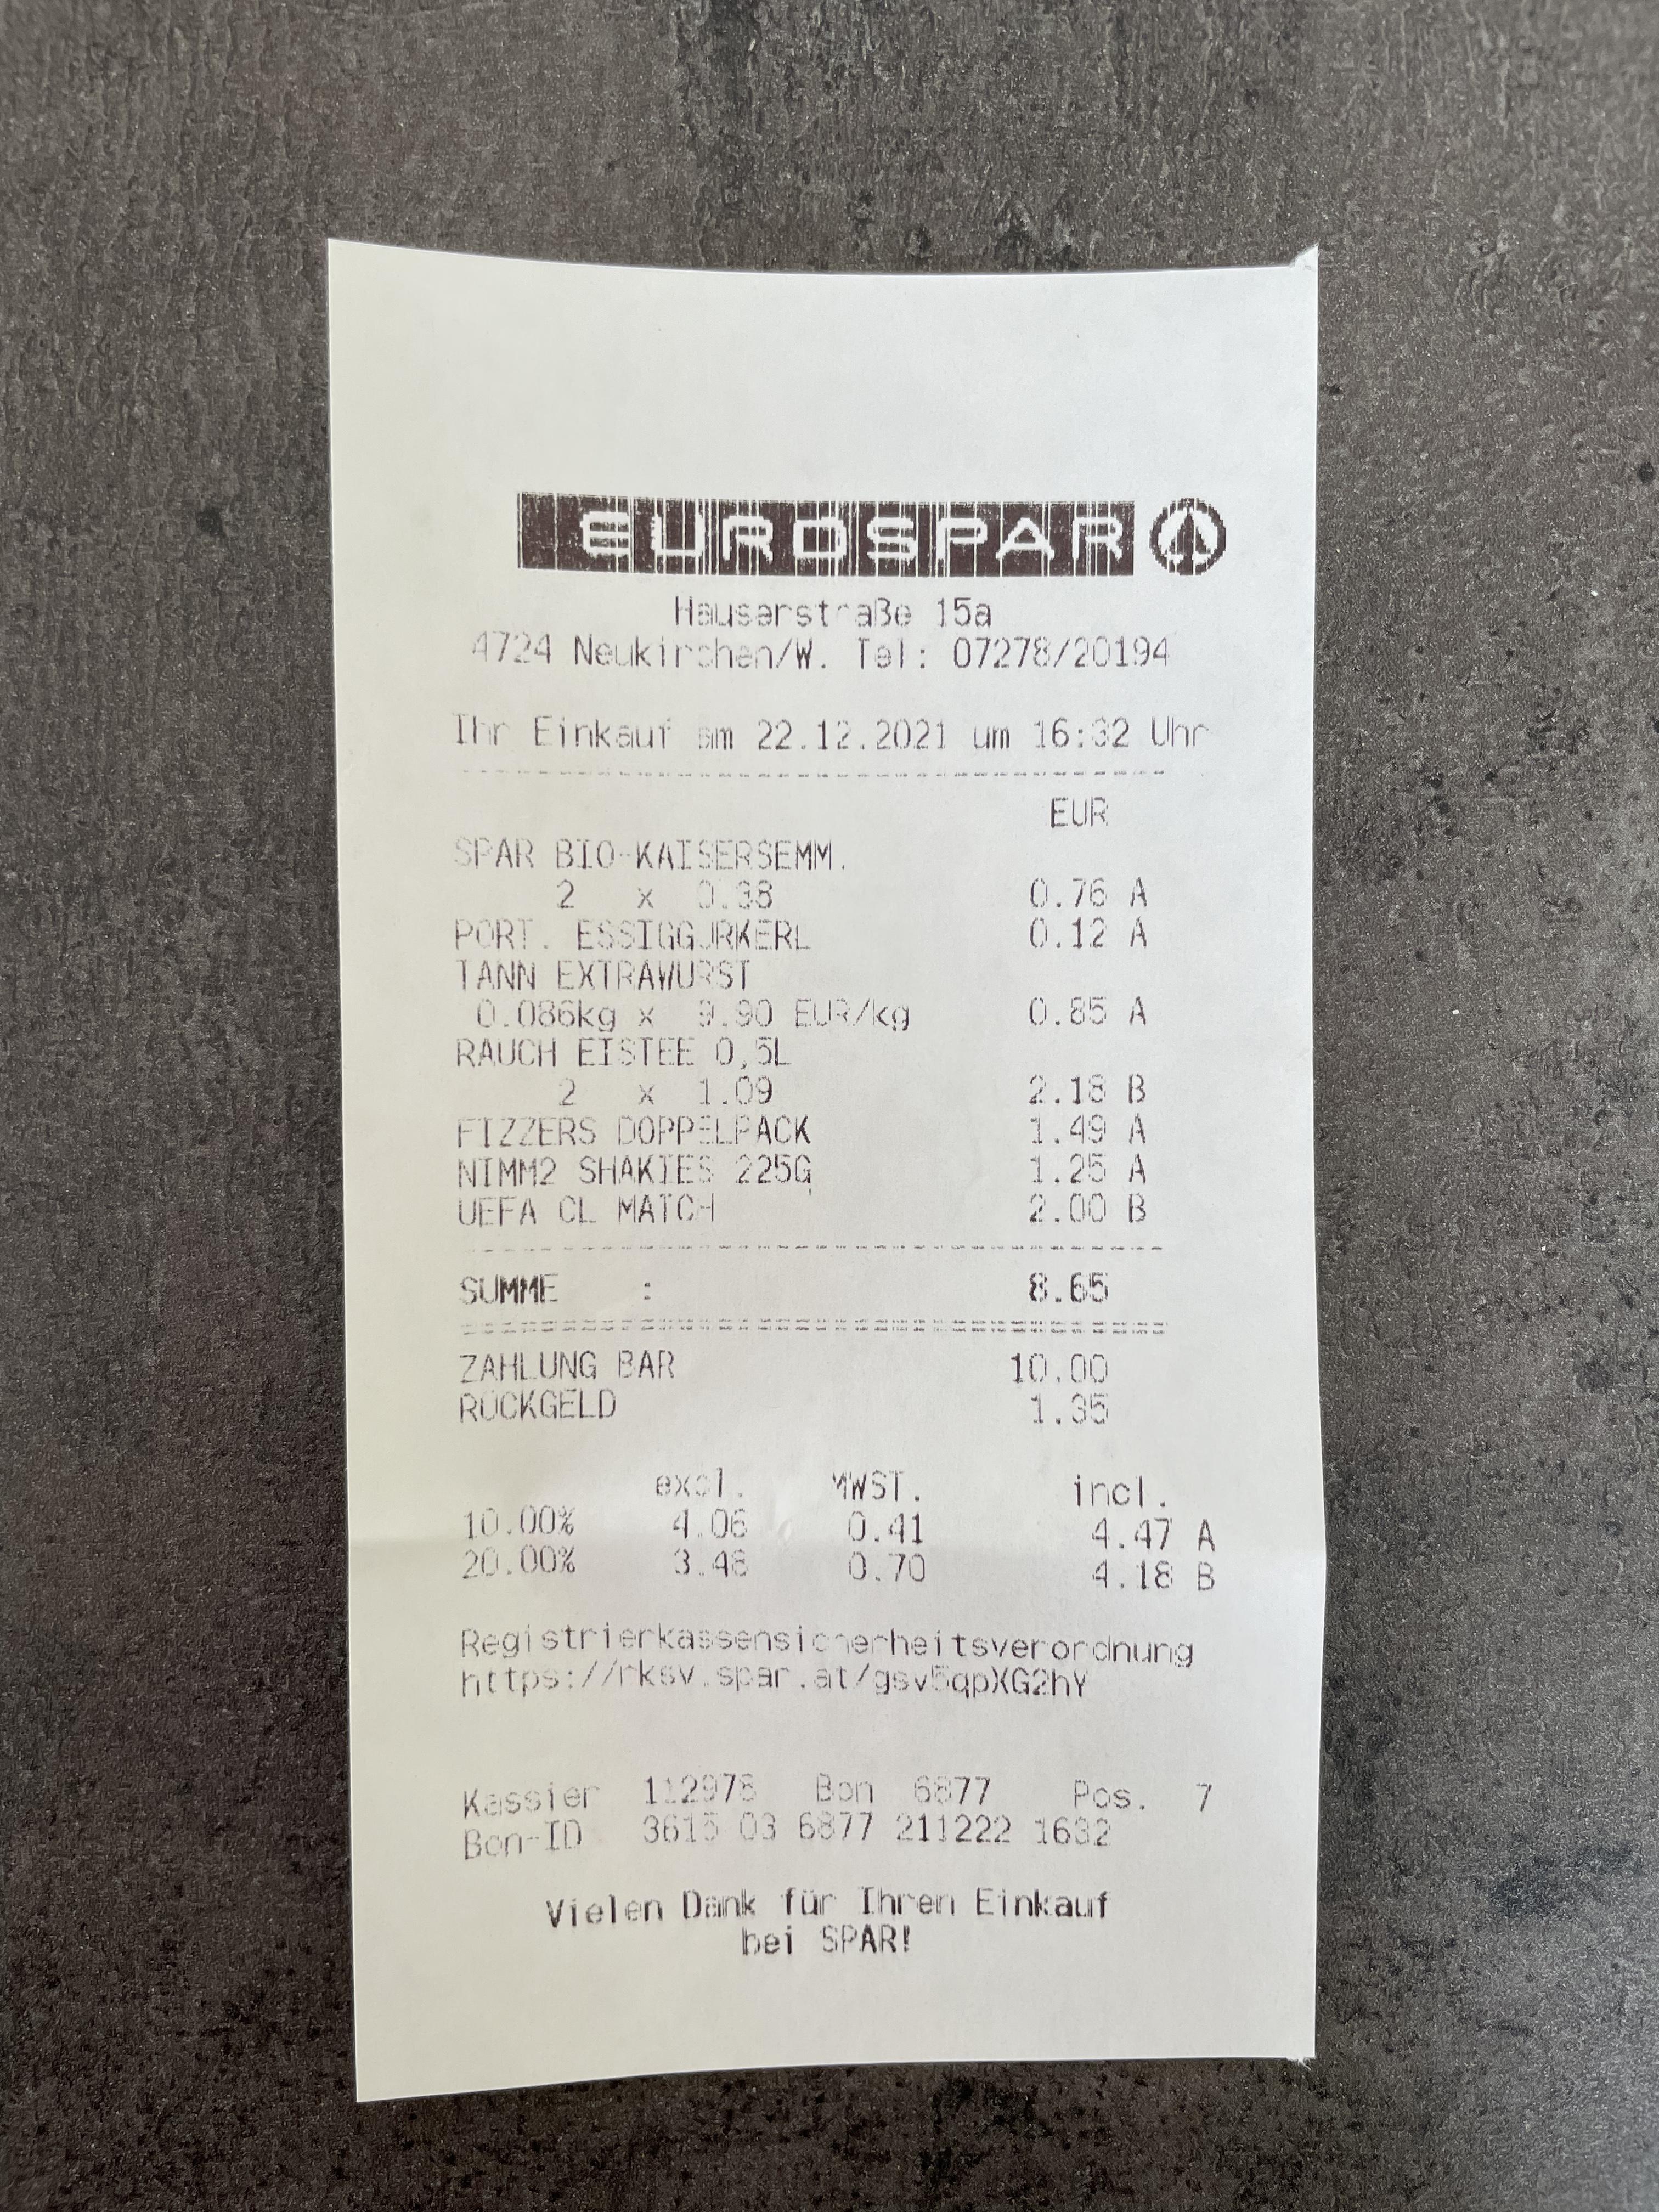 EUROSPAR
Hauserstraße 15a
4724 Neukirchen/W. Tel: 07278/20194
Ihr Einkauf am 22.12.2021 um 16:32 Uhr
EUR
SPAR BIO-KAISERSEMM.
2 x 0.38 0.76 A
PORT. ESSIGGURKERL 0.12 A
TANN EXTRAWURST
0.086kg x 9.90 EUR/kg 0.85 A
RAUCH EISTEE 0,5L
2 x 1.09 2.18 B
FIZZERS DOPPELPACK 1.49 A
NIMM2 SHAKIES 225G 1.25 A
UEFA CL MATCH 2.00 B
SUMME : 8.65
ZAHLUNG BAR 10.00
RÜCKGELD 1.35
excl. MWST. incl.
10.00% 4.06 0.41 4.47 A
20.00% 3.48 0.70 4.18 B
Registrierkassensicherheitsverordnung
https://rksv.spar.at/gsv5qpXG2hY
Kassier 112978 Bon 6877 Pos. 7
Bon-ID 3615 03 6877 211222 1632
Vielen Dank für Ihren Einkauf
bei SPAR!